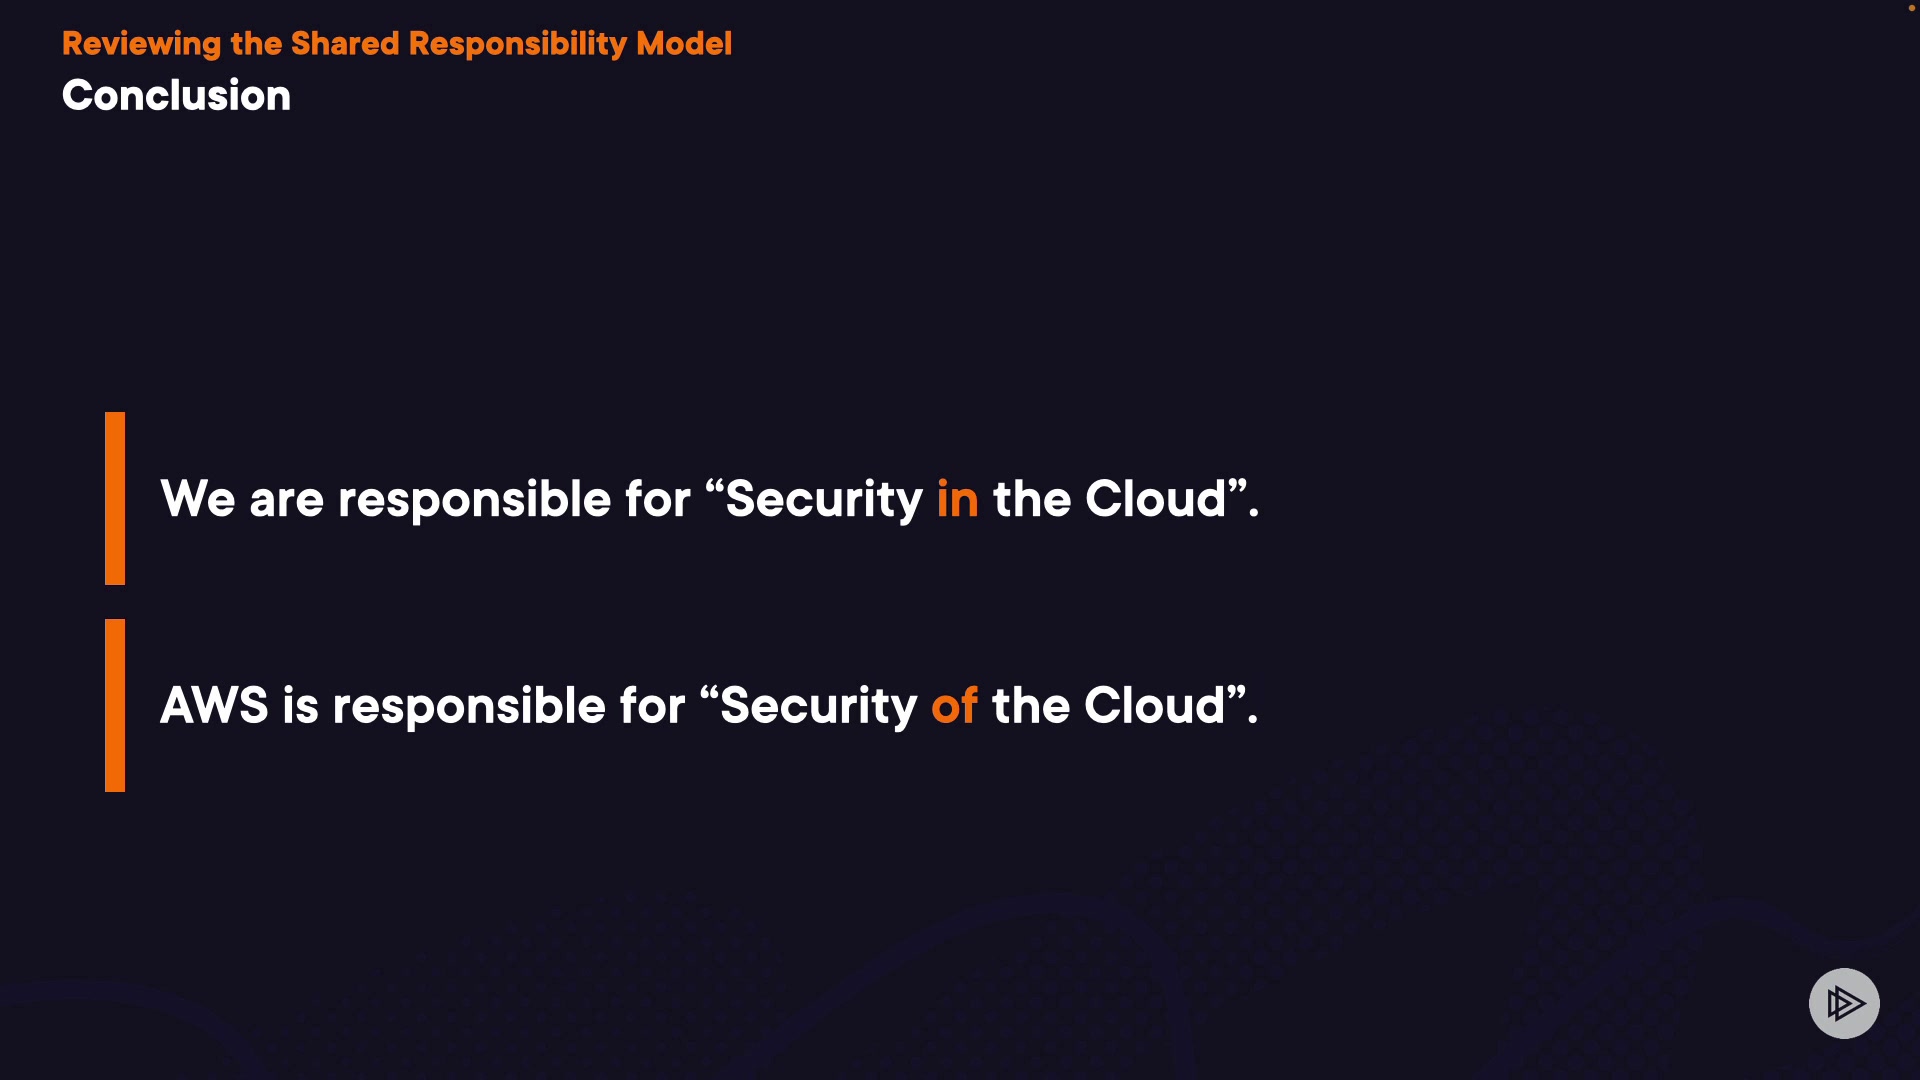 Reviewing the Shared Responsibility Model
Conclusion
We are responsible for “Security in the Cloud”.
AWS is responsible for “Security of the Cloud”.